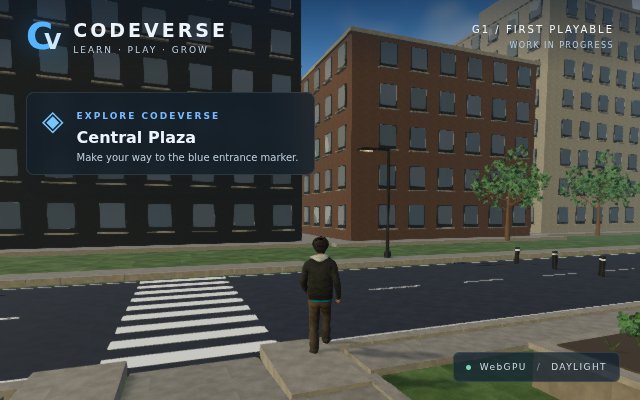 CV CODEVERSE
LEARN · PLAY · GROW
G1 / FIRST PLAYABLE
WORK IN PROGRESS
EXPLORE CODEVERSE
Central Plaza
Make your way to the blue entrance marker.
WebGPU / DAYLIGHT